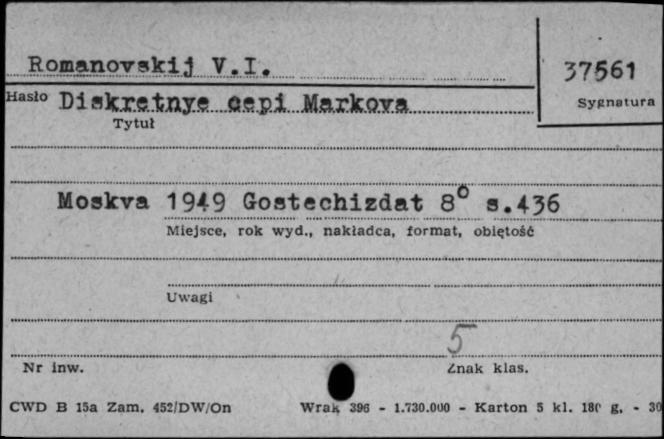 Romanovskij V.I.
37561
Hasło Diskretnye cepi Markova
Sygnatura
Tytuł
Moskva 1949 Gostechizdat 8° s.436
Miejsce, rok wyd., nakładca, format, obiętość
Uwagi
5
Nr inw.
Znak klas.
CWD B 15a Zam. 452/DW/On Wrak 396 - 1.730.000 - Karton 5 kl. 180 g. - 30